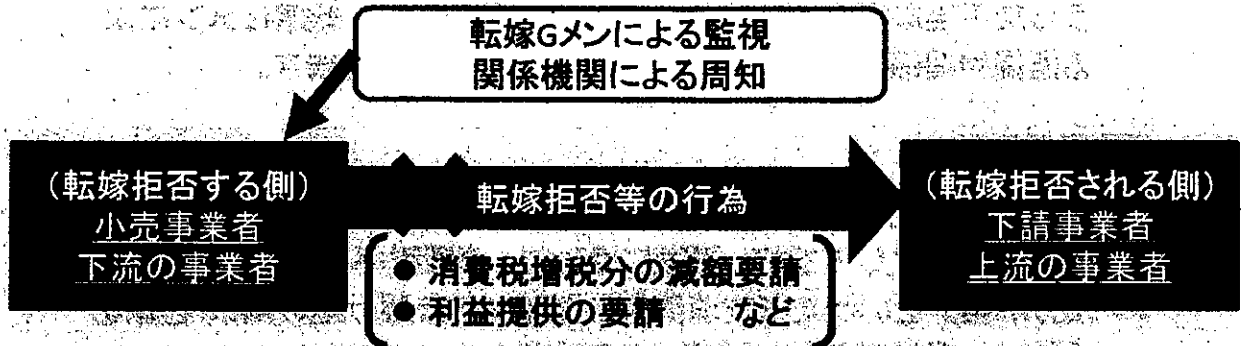 転嫁Gメンによる監視
関係機関による周知
(転嫁拒否する側)
小売事業者
下流の事業者
転嫁拒否等の行為
● 消費税増税分の減額要請
● 利益提供の要請 など
(転嫁拒否される側)
下請事業者
上流の事業者